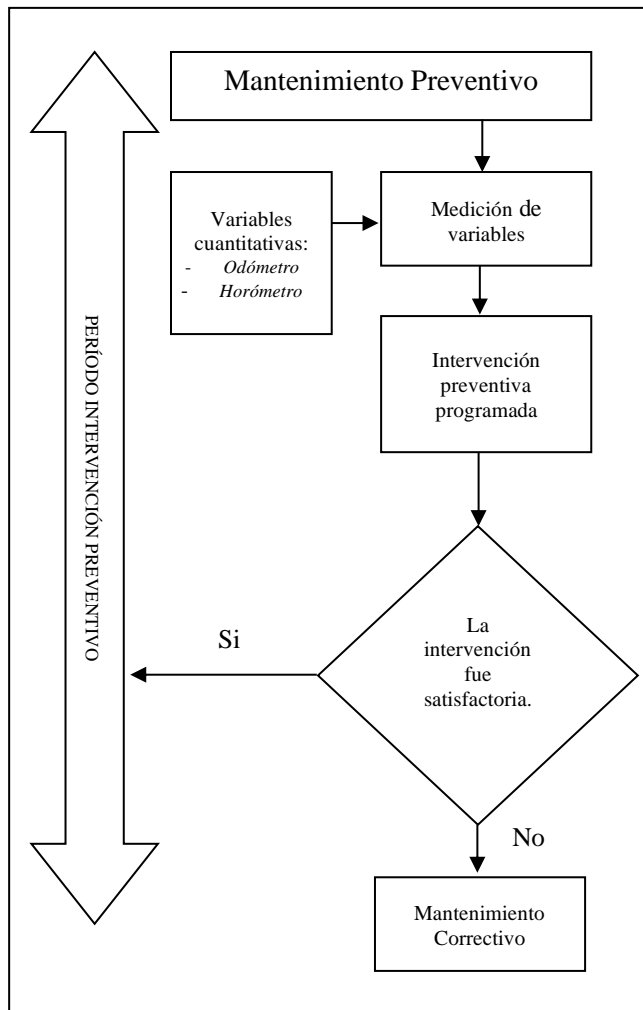 Mantenimiento Preventivo
Variables
cuantitativas:
- Odómetro
- Horómetro
Medición de
variables
Intervención
preventiva
programada
PERÍODO INTERVENCIÓN PREVENTIVO
La
intervención
fue
satisfactoria.
Si
No
Mantenimiento
Correctivo